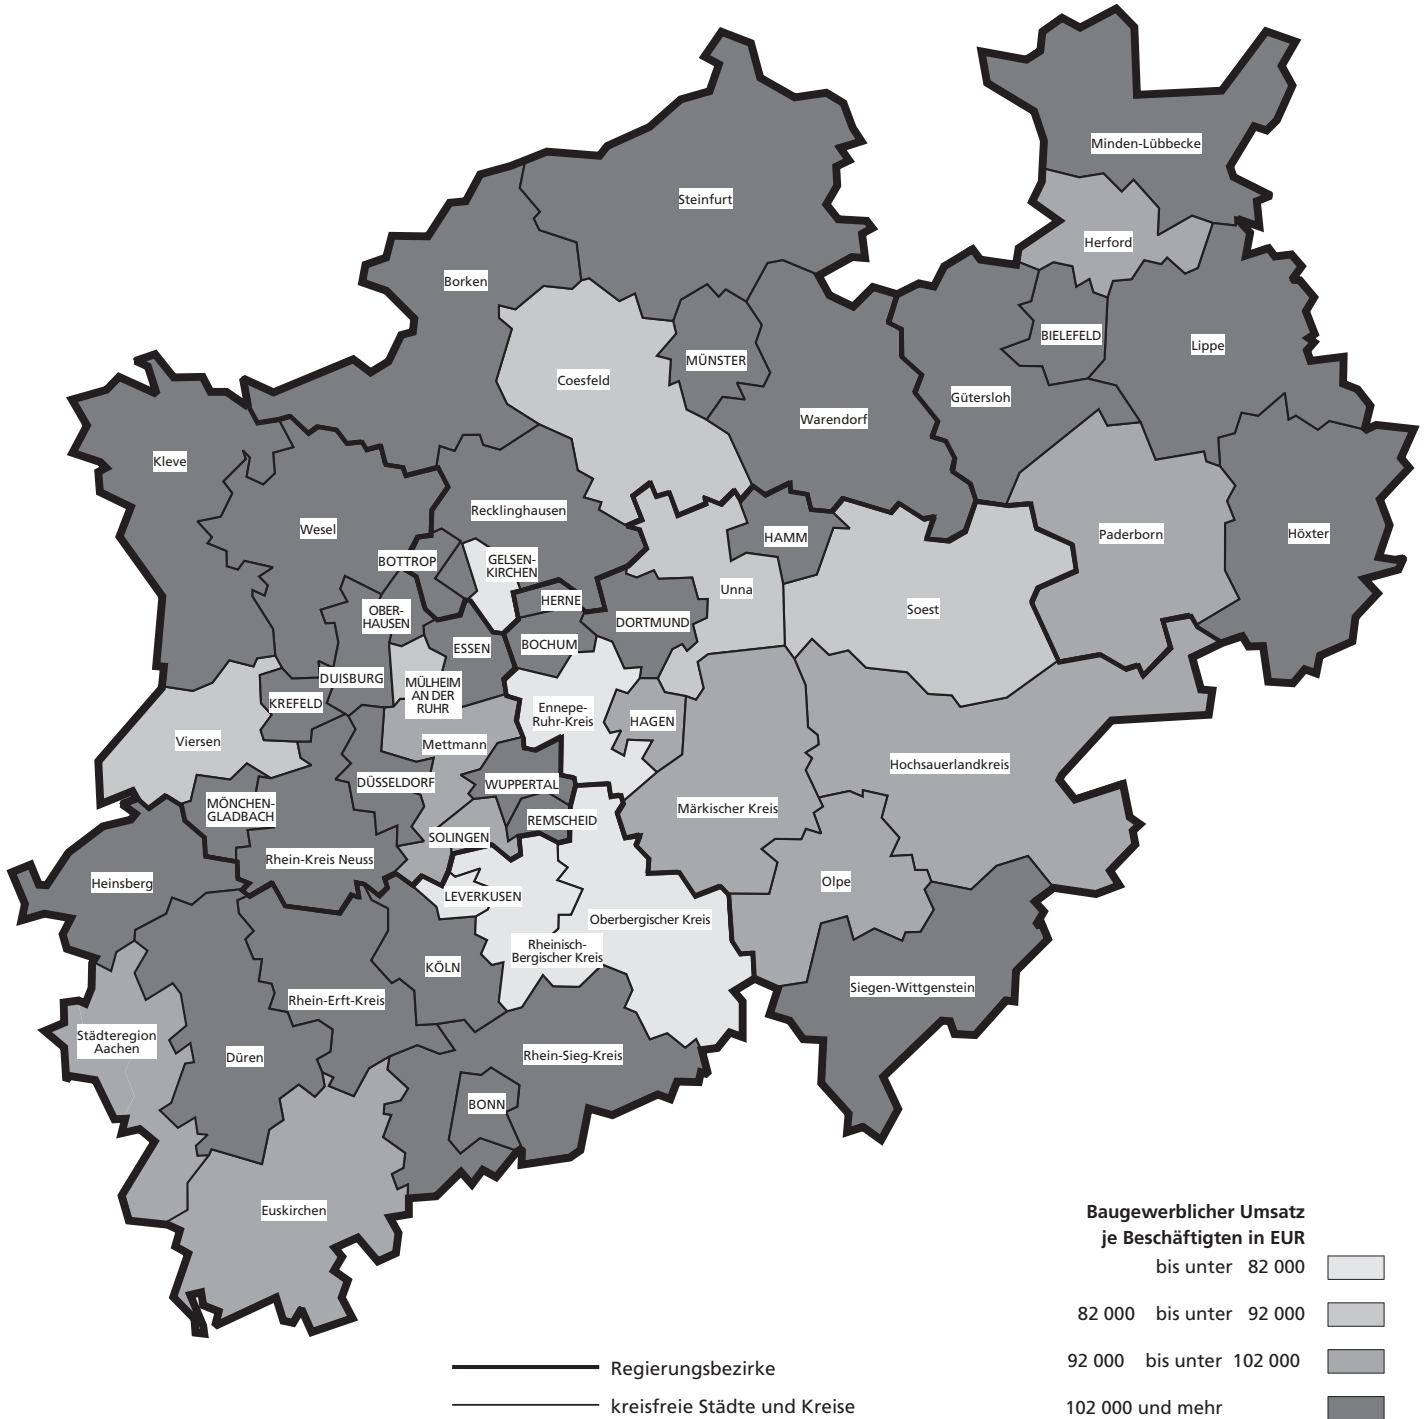 Minden-Lübbecke
Steinfurt
Herford
Borken
BIELEFELD
Lippe
MÜNSTER
Coesfeld
Gütersloh
Warendorf
Kleve
Recklinghausen
Wesel
HAMM
Paderborn
Höxter
BOTTROP
GELSEN-
KIRCHEN
Unna
HERNE
Soest
OBER-
HAUSEN
DORTMUND
ESSEN
BOCHUM
DUISBURG
MÜLHEIM
AN DER
RUHR
KREFELD
Ennepe-
Ruhr-Kreis
HAGEN
Viersen
Mettmann
Hochsauerlandkreis
DÜSSELDORF
WUPPERTAL
MÖNCHEN-
GLADBACH
Märkischer Kreis
REMSCHEID
SOLINGEN
Rhein-Kreis Neuss
Heinsberg
Olpe
LEVERKUSEN
Oberbergischer Kreis
Rheinisch-
Bergischer Kreis
KÖLN
Siegen-Wittgenstein
Rhein-Erft-Kreis
Städteregion
Aachen
Düren
Rhein-Sieg-Kreis
BONN
Euskirchen
Baugewerblicher Umsatz
je Beschäftigten in EUR
bis unter 82 000
82 000 bis unter 92 000
92 000 bis unter 102 000
102 000 und mehr
Regierungsbezirke
kreisfreie Städte und Kreise